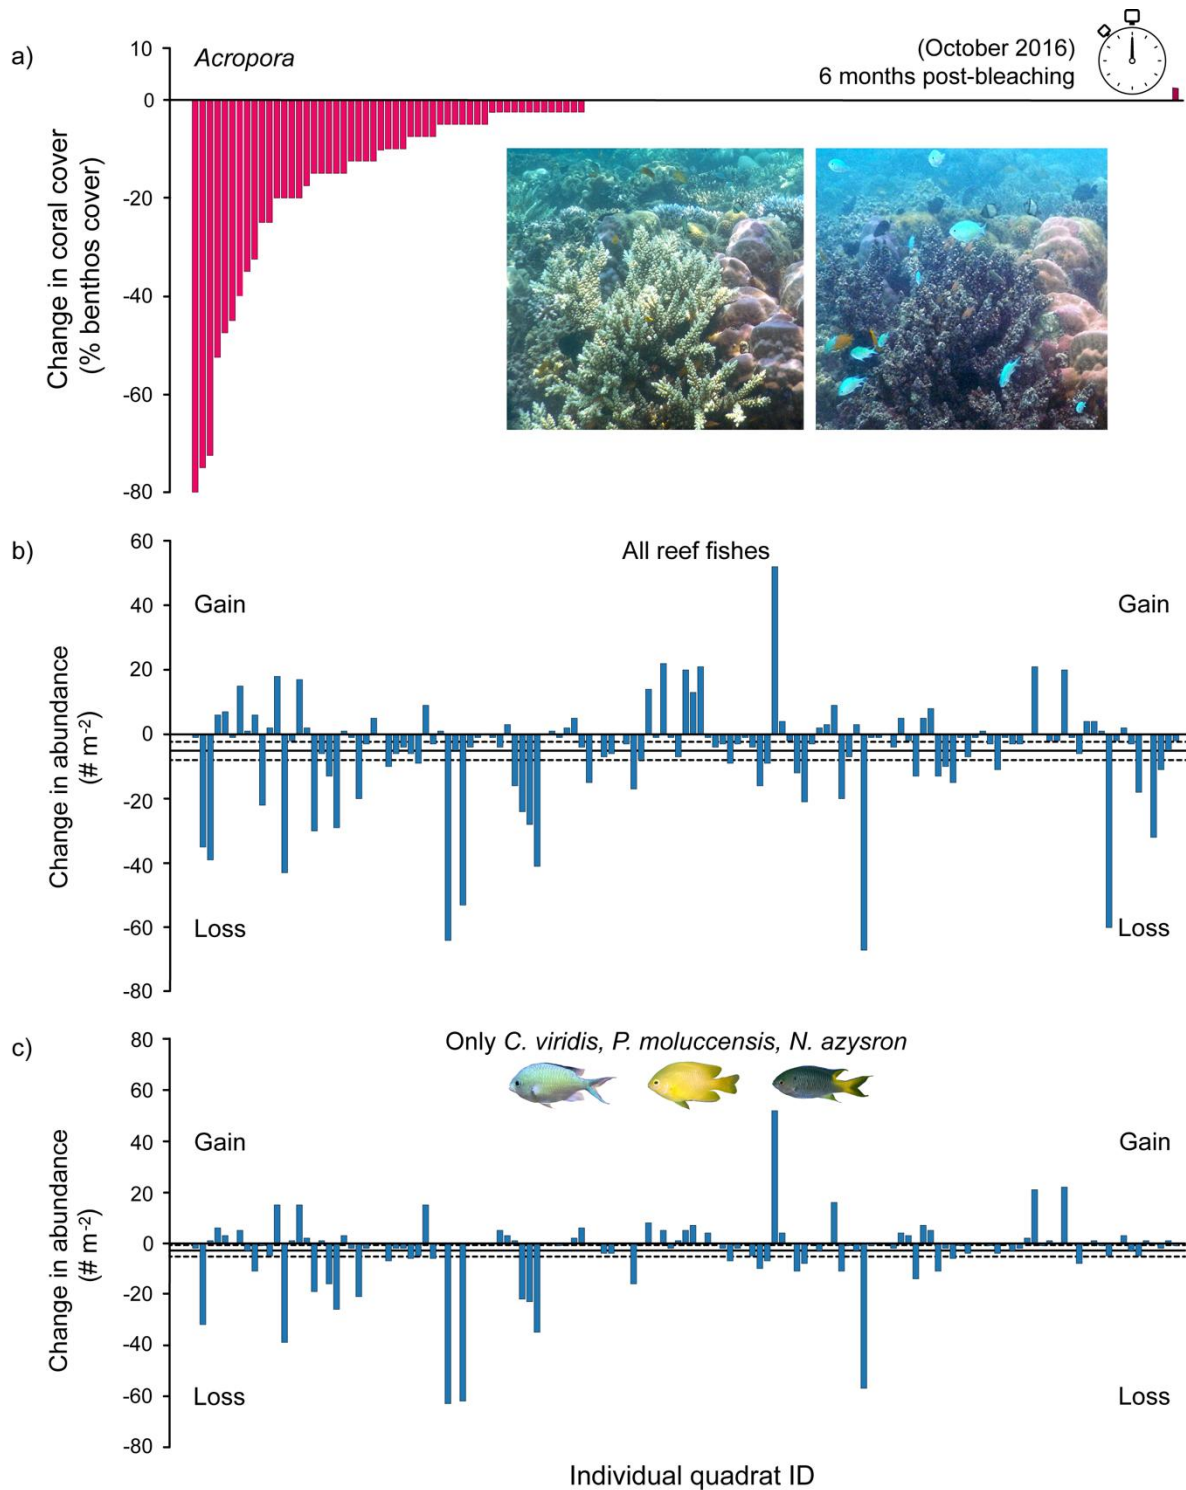 a)
Acropora
(October 2016)
6 months post-bleaching
10
0
-20
-40
-60
-80
Change in coral cover
(% benthos cover)
b)
All reef fishes
Gain
Gain
60
40
20
0
-20
-40
-60
-80
Change in abundance
(# m⁻²)
Loss
Loss
c)
Only C. viridis, P. moluccensis, N. azysron
Gain
Gain
80
60
40
20
0
-20
-40
-60
-80
Change in abundance
(# m⁻²)
Loss
Loss
Individual quadrat ID